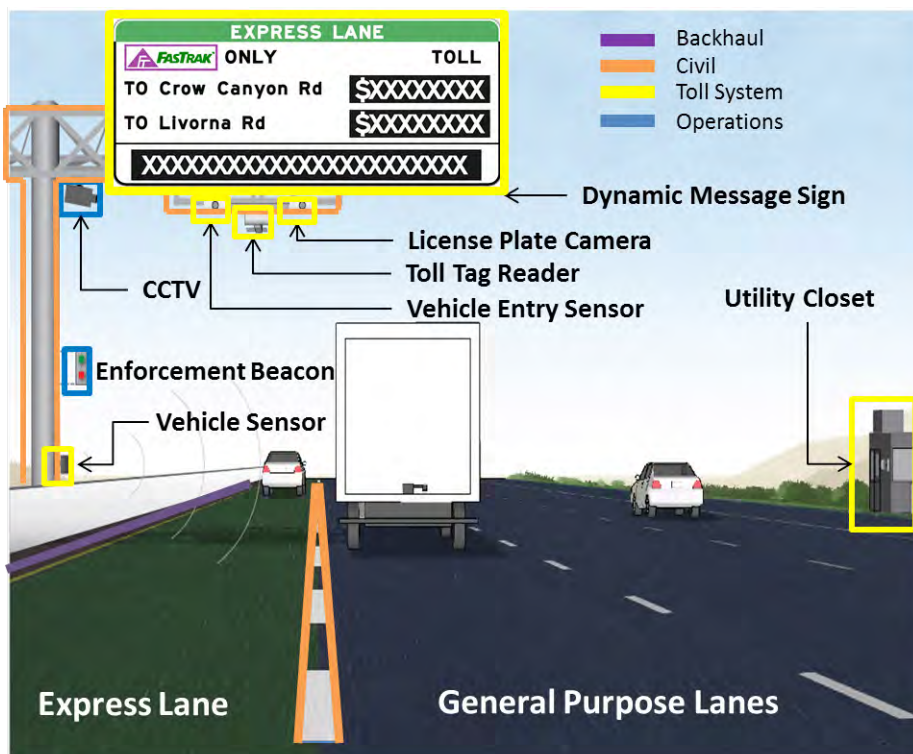 EXPRESS LANE
FASTRAK ONLY TOLL
TO Crow Canyon Rd $XXXXXXXX
TO Livorna Rd $XXXXXXXX
XXXXXXXXXXXXXXXXXXXXXXX
Backhaul
Civil
Toll System
Operations
Dynamic Message Sign
License Plate Camera
Toll Tag Reader
CCTV
Vehicle Entry Sensor
Utility Closet
Enforcement Beacon
Vehicle Sensor
Express Lane
General Purpose Lanes